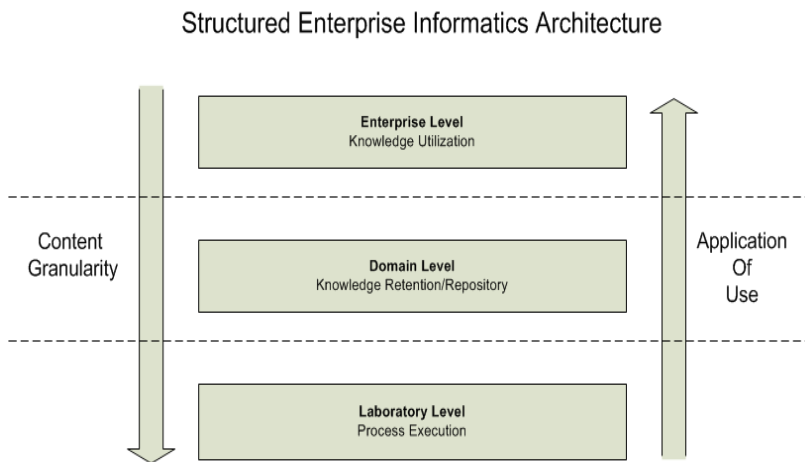 Structured Enterprise Informatics Architecture
Enterprise Level
Knowledge Utilization
Content
Granularity
Domain Level
Knowledge Retention/Repository
Application
Of
Use
Laboratory Level
Process Execution